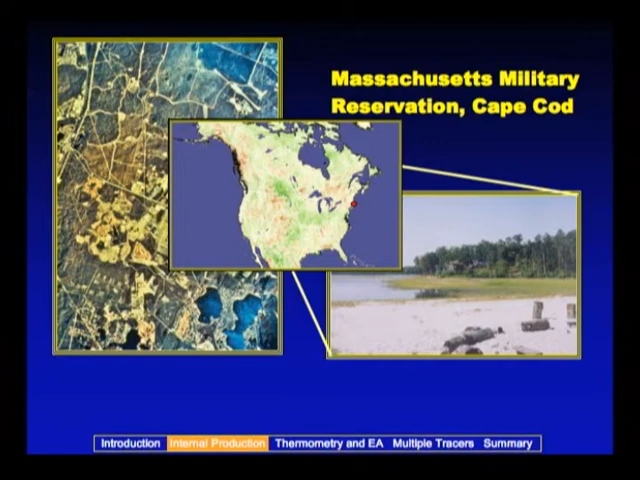 Massachusetts Military
Reservation, Cape Cod
Introduction Internal Production Thermometry and EA Multiple Tracers Summary